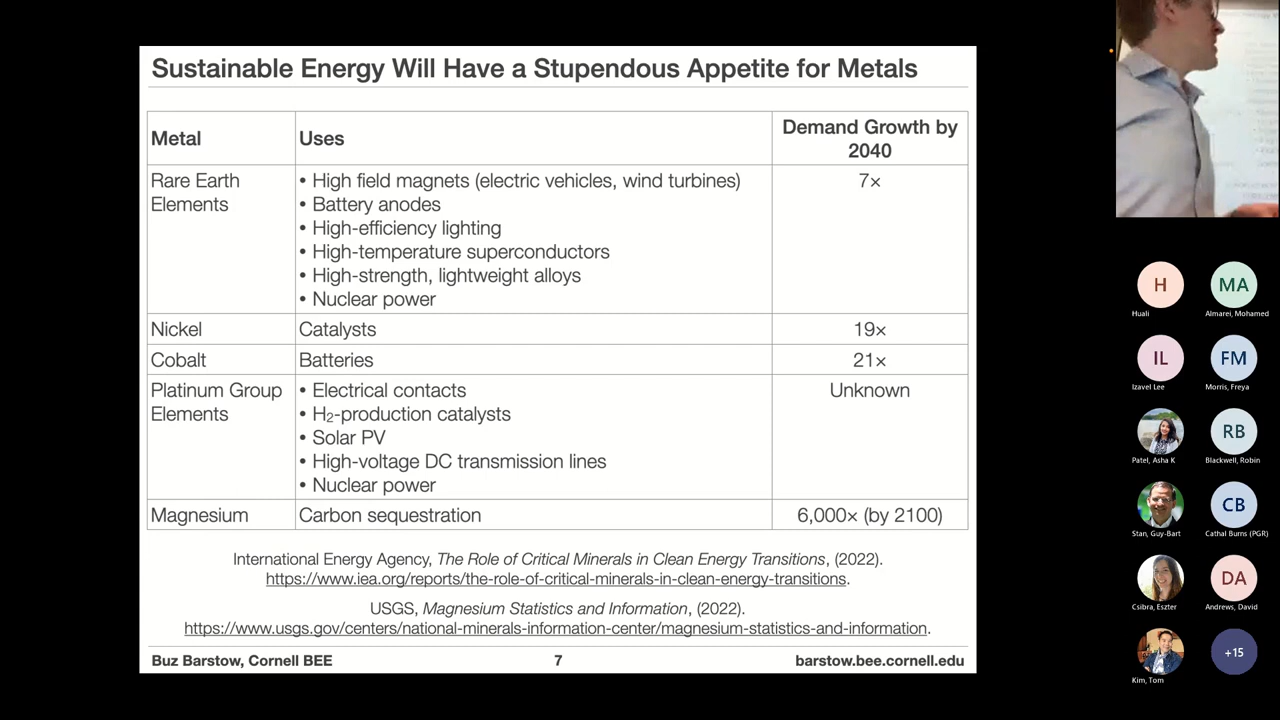 Sustainable Energy Will Have a Stupendous Appetite for Metals
Metal
Uses
Demand Growth by
2040
Rare Earth
Elements
• High field magnets (electric vehicles, wind turbines)
• Battery anodes
• High-efficiency lighting
• High-temperature superconductors
• High-strength, lightweight alloys
• Nuclear power
7×
Nickel
Catalysts
19×
Cobalt
Batteries
21×
Platinum Group
Elements
• Electrical contacts
• H₂-production catalysts
• Solar PV
• High-voltage DC transmission lines
• Nuclear power
Unknown
Magnesium
Carbon sequestration
6,000× (by 2100)
International Energy Agency, The Role of Critical Minerals in Clean Energy Transitions, (2022).
https://www.iea.org/reports/the-role-of-critical-minerals-in-clean-energy-transitions.
USGS, Magnesium Statistics and Information, (2022).
https://www.usgs.gov/centers/national-minerals-information-center/magnesium-statistics-and-information.
Buz Barstow, Cornell BEE
7
barstow.bee.cornell.edu
H
Huali
MA
Almarei, Mohamed
IL
Izavel Lee
FM
Morris, Freya
Patel, Asha K
RB
Blackwell, Robin
Stan, Guy-Bart
CB
Cathal Burns (PGR)
Csibra, Eszter
DA
Andrews, David
Kim, Tom
+15